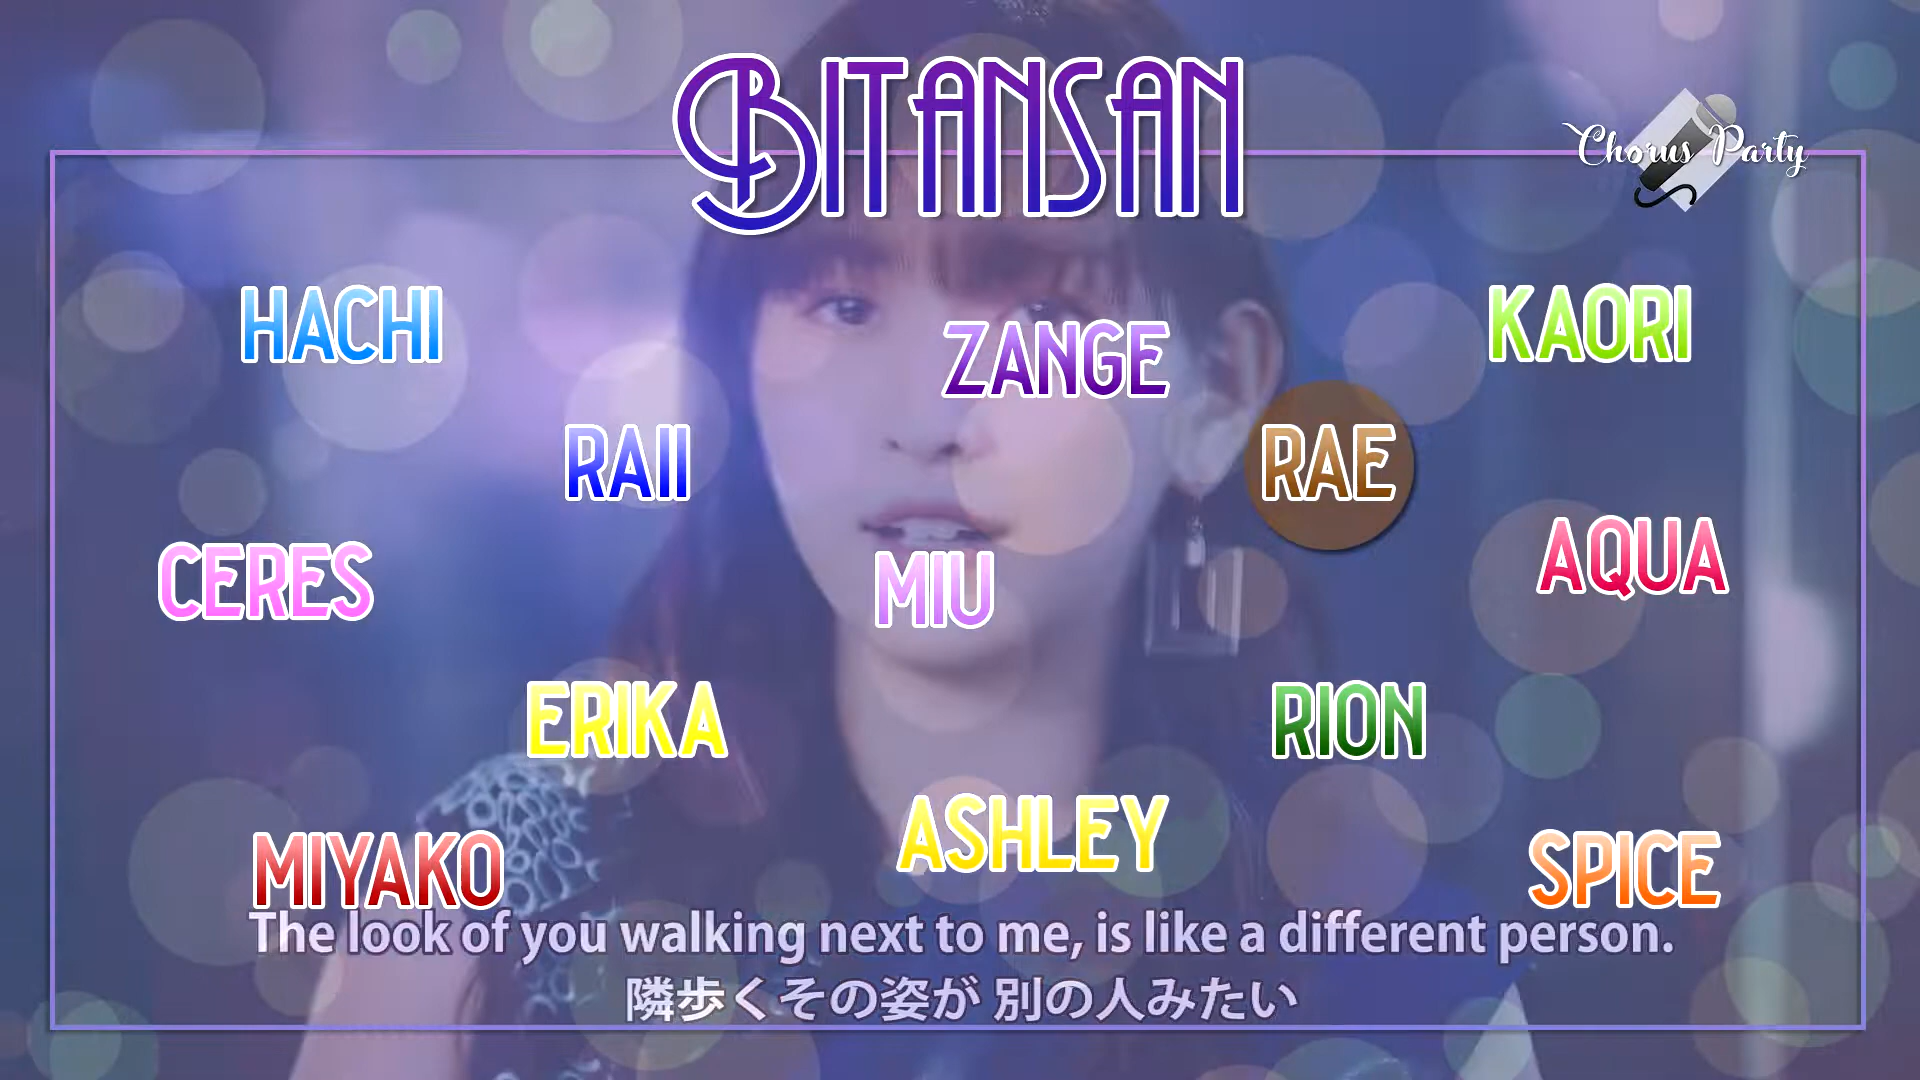 BITANSAN
Chorus Party
HACHI
KAORI
ZANGE
RAII
RAE
AQUA
CERES
MIU
ERIKA
RION
ASHLEY
MIYAKO
SPICE
The look of you walking next to me, is like a different person.
隣歩くその姿が 別の人みたい